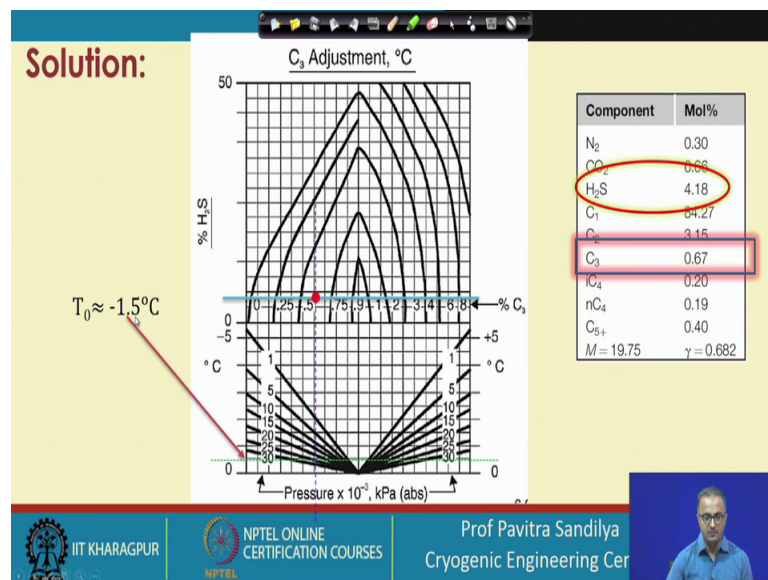 Solution:
C₃ Adjustment, °C
50
% H₂S
0
0 .25 .5 .75 .9 1 2 3 4 6 8
% C₃
-5
+5
°C
°C
1
1
5
5
10
10
15
15
20
20
25
25
30
30
0
0
Pressure x 10⁻³, kPa (abs)
T₀≈ -1.5°C
Component Mol%
N₂ 0.30
CO₂ 6.66
H₂S 4.18
C₁ 84.27
C₂ 3.15
C₃ 0.67
iC₄ 0.20
nC₄ 0.19
C₅₊ 0.40
M = 19.75 γ = 0.682
IIT KHARAGPUR
NPTEL
NPTEL ONLINE
CERTIFICATION COURSES
Prof Pavitra Sandilya
Cryogenic Engineering Cen